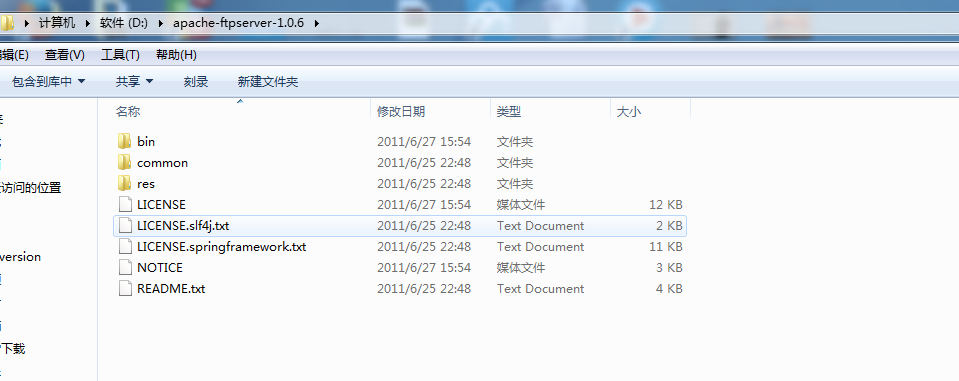 计算机 ▸ 软件 (D:) ▸ apache-ftpserver-1.0.6 ▸
编辑(E) 查看(V) 工具(T) 帮助(H)
包含到库中 共享 刻录 新建文件夹
名称 修改日期 类型 大小
bin 2011/6/27 15:54 文件夹
common 2011/6/25 22:48 文件夹
res 2011/6/25 22:48 文件夹
LICENSE 2011/6/27 15:54 媒体文件 12 KB
LICENSE.slf4j.txt 2011/6/25 22:48 Text Document 2 KB
LICENSE.springframework.txt 2011/6/25 22:48 Text Document 11 KB
NOTICE 2011/6/27 15:54 媒体文件 3 KB
README.txt 2011/6/25 22:48 Text Document 4 KB
访问的位置
version
下载